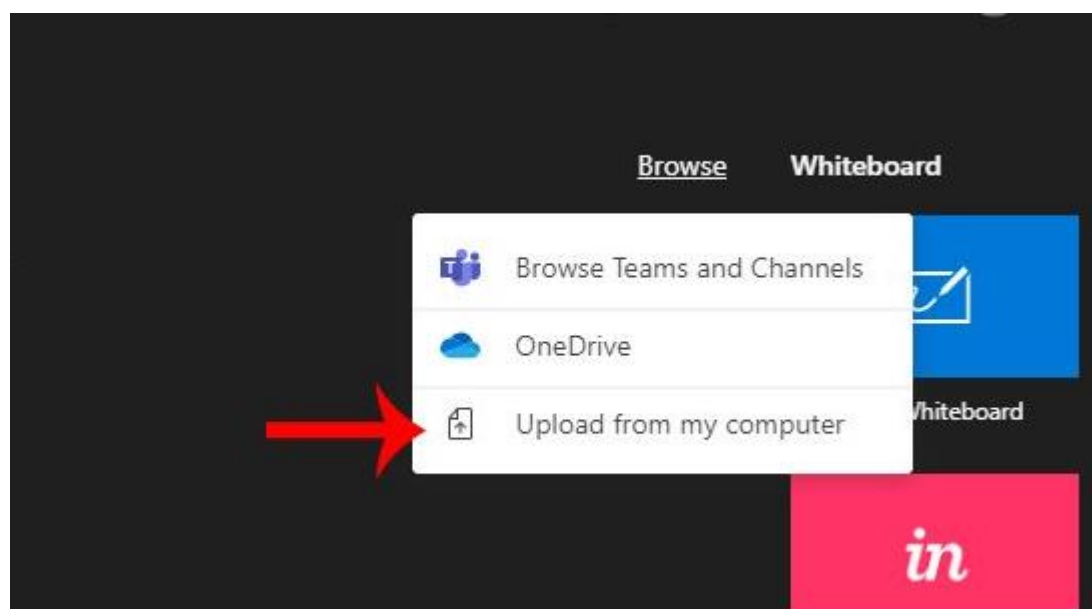 Browse Whiteboard
Browse Teams and Channels
OneDrive
Upload from my computer
Whiteboard
in